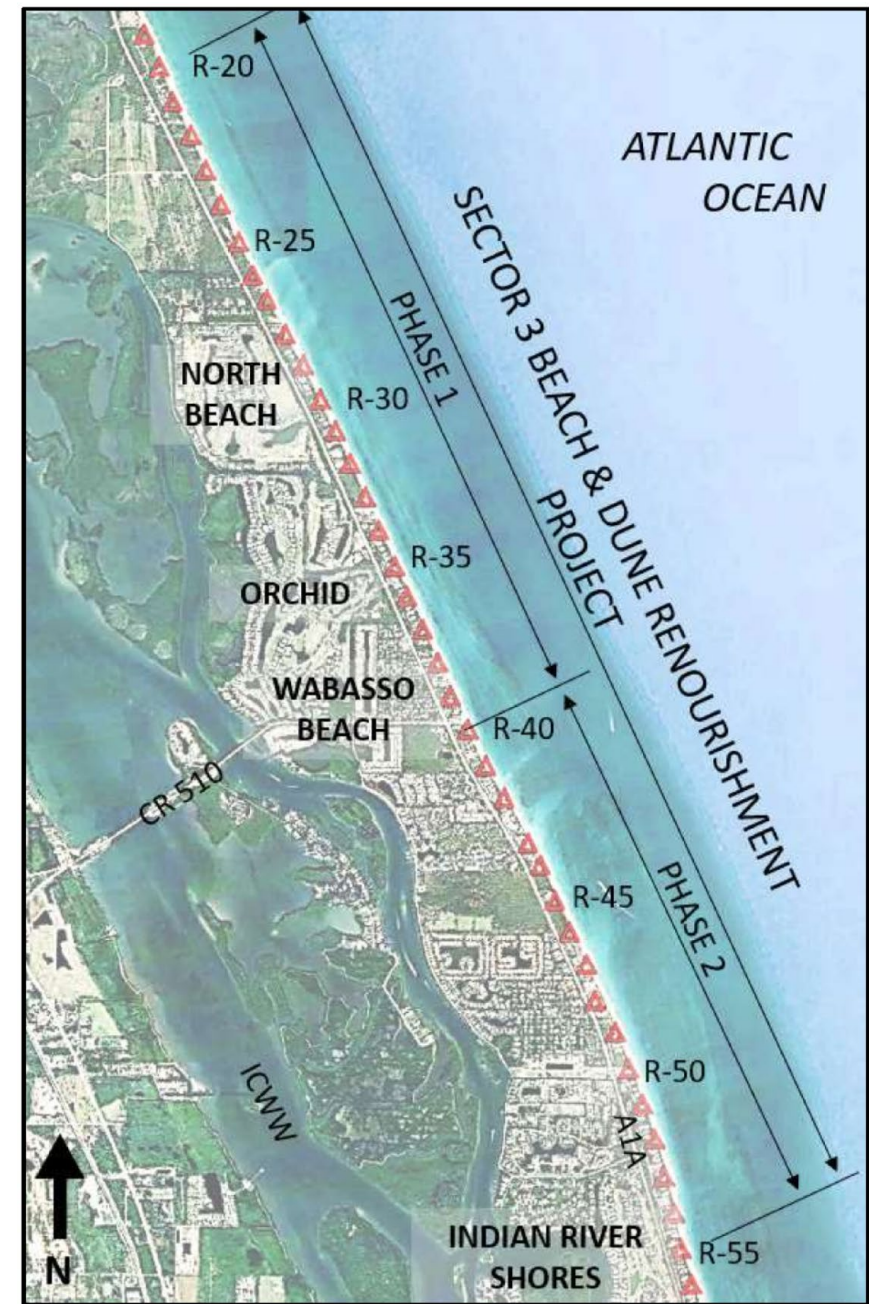 R-20
ATLANTIC
OCEAN
R-25
SECTOR 3 BEACH & DUNE RENOURISHMENT
PROJECT
PHASE 1
NORTH
BEACH
R-30
R-35
ORCHID
WABASSO
BEACH
R-40
CR 510
R-45
PHASE 2
R-50
ICWW
A1A
INDIAN RIVER
SHORES
R-55
N